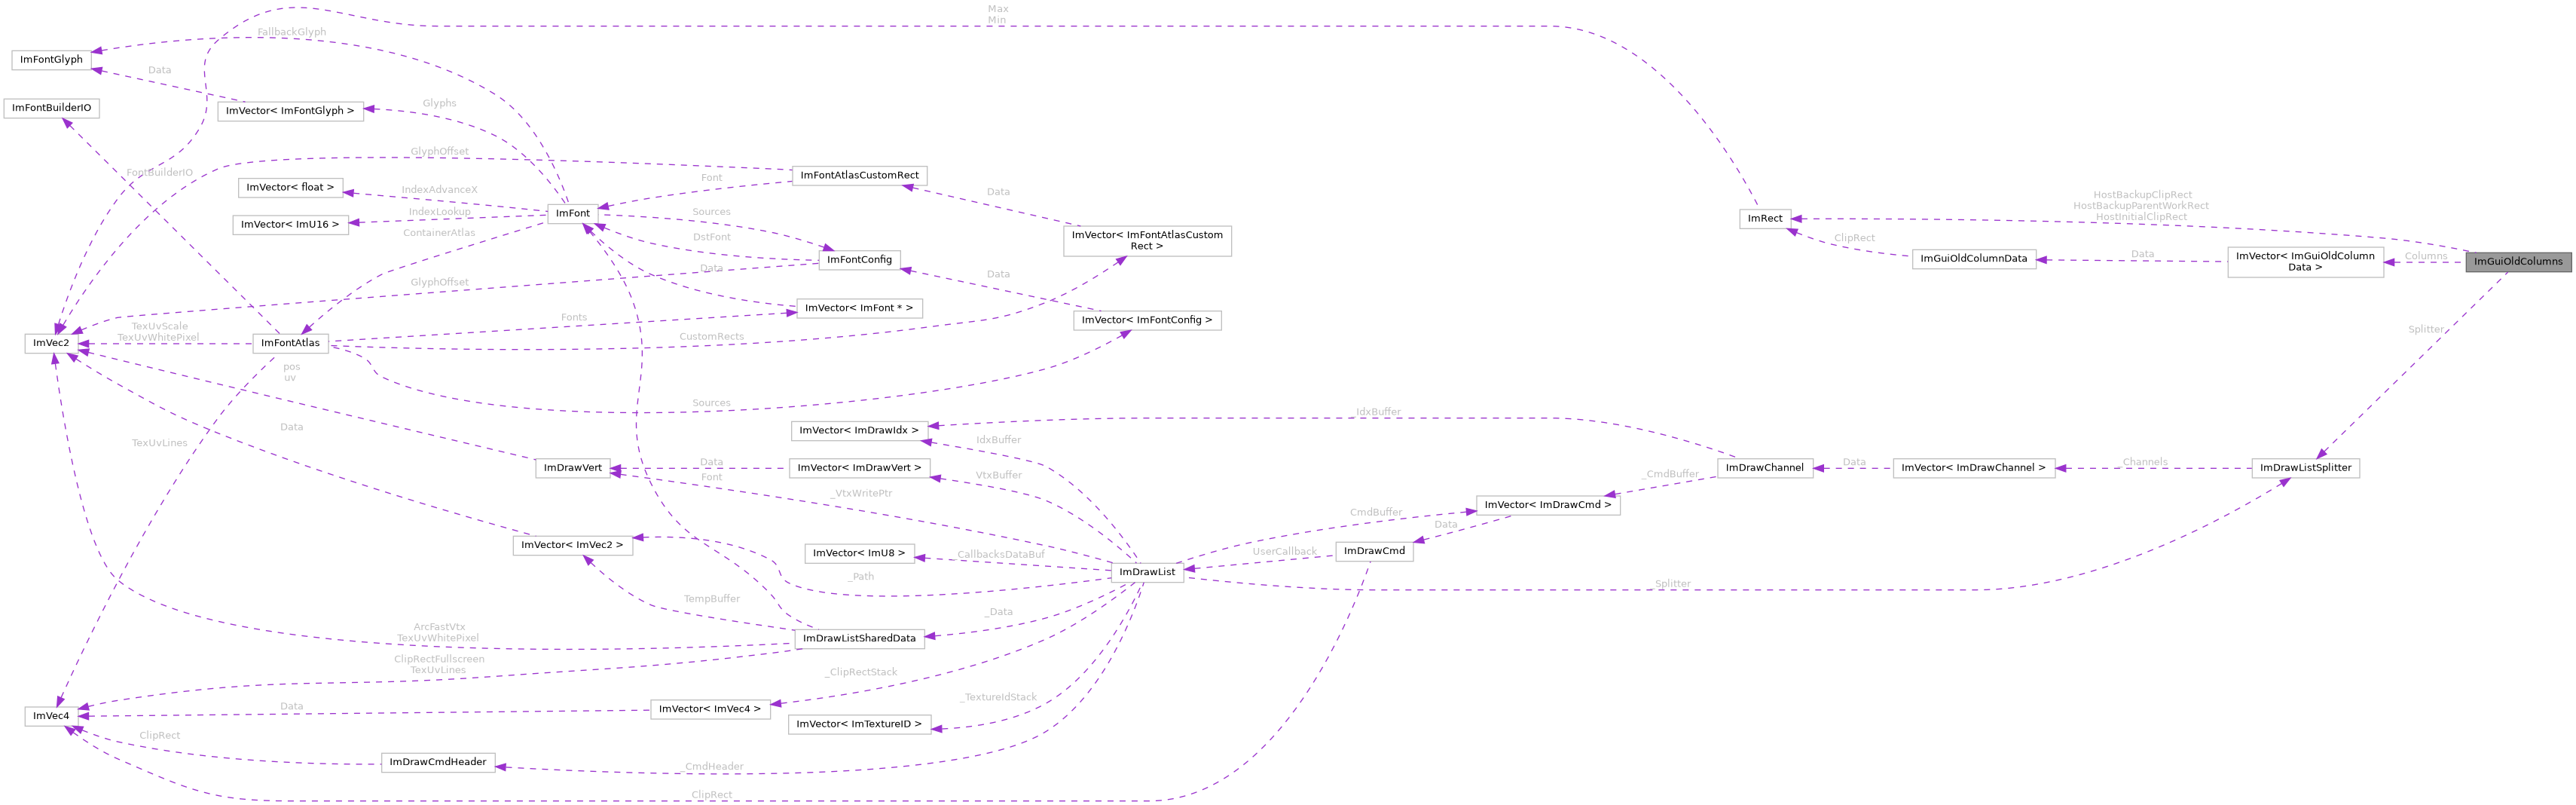 Max
Min
FallbackGlyph
ImFontGlyph
Data
ImFontBuilderIO
ImVector< ImFontGlyph >
Glyphs
GlyphOffset
FontBuilderIO
ImFontAtlasCustomRect
Font
ImVector< float >
IndexAdvanceX
Data
HostBackupClipRect
HostBackupParentWorkRect
HostInitialClipRect
ImFont
IndexLookup
Sources
ImRect
ImVector< ImU16 >
ContainerAtlas
DstFont
ImVector< ImFontAtlasCustom
Rect >
ClipRect
Data
ImVector< ImGuiOldColumn
Data >
Columns
ImGuiOldColumns
ImGuiOldColumnData
ImFontConfig
Data
Data
GlyphOffset
ImVector< ImFont * >
Fonts
ImVector< ImFontConfig >
TexUvScale
TexUvWhitePixel
Splitter
ImVec2
ImFontAtlas
CustomRects
pos
uv
Sources
IdxBuffer
Data
ImVector< ImDrawIdx >
TexUvLines
IdxBuffer
ImDrawVert
Data
ImVector< ImDrawVert >
ImDrawChannel
Data
ImVector< ImDrawChannel >
Channels
ImDrawListSplitter
Font
VtxBuffer
_CmdBuffer
_VtxWritePtr
ImVector< ImDrawCmd >
CmdBuffer
Data
ImVector< ImVec2 >
ImVector< ImU8 >
_CallbacksDataBuf
UserCallback
ImDrawCmd
ImDrawList
_Path
_Splitter
TempBuffer
_Data
ArcFastVtx
TexUvWhitePixel
ImDrawListSharedData
ClipRectFullscreen
TexUvLines
_ClipRectStack
_TextureIdStack
Data
ImVector< ImVec4 >
ImVec4
ImVector< ImTextureID >
ClipRect
ImDrawCmdHeader
_CmdHeader
ClipRect